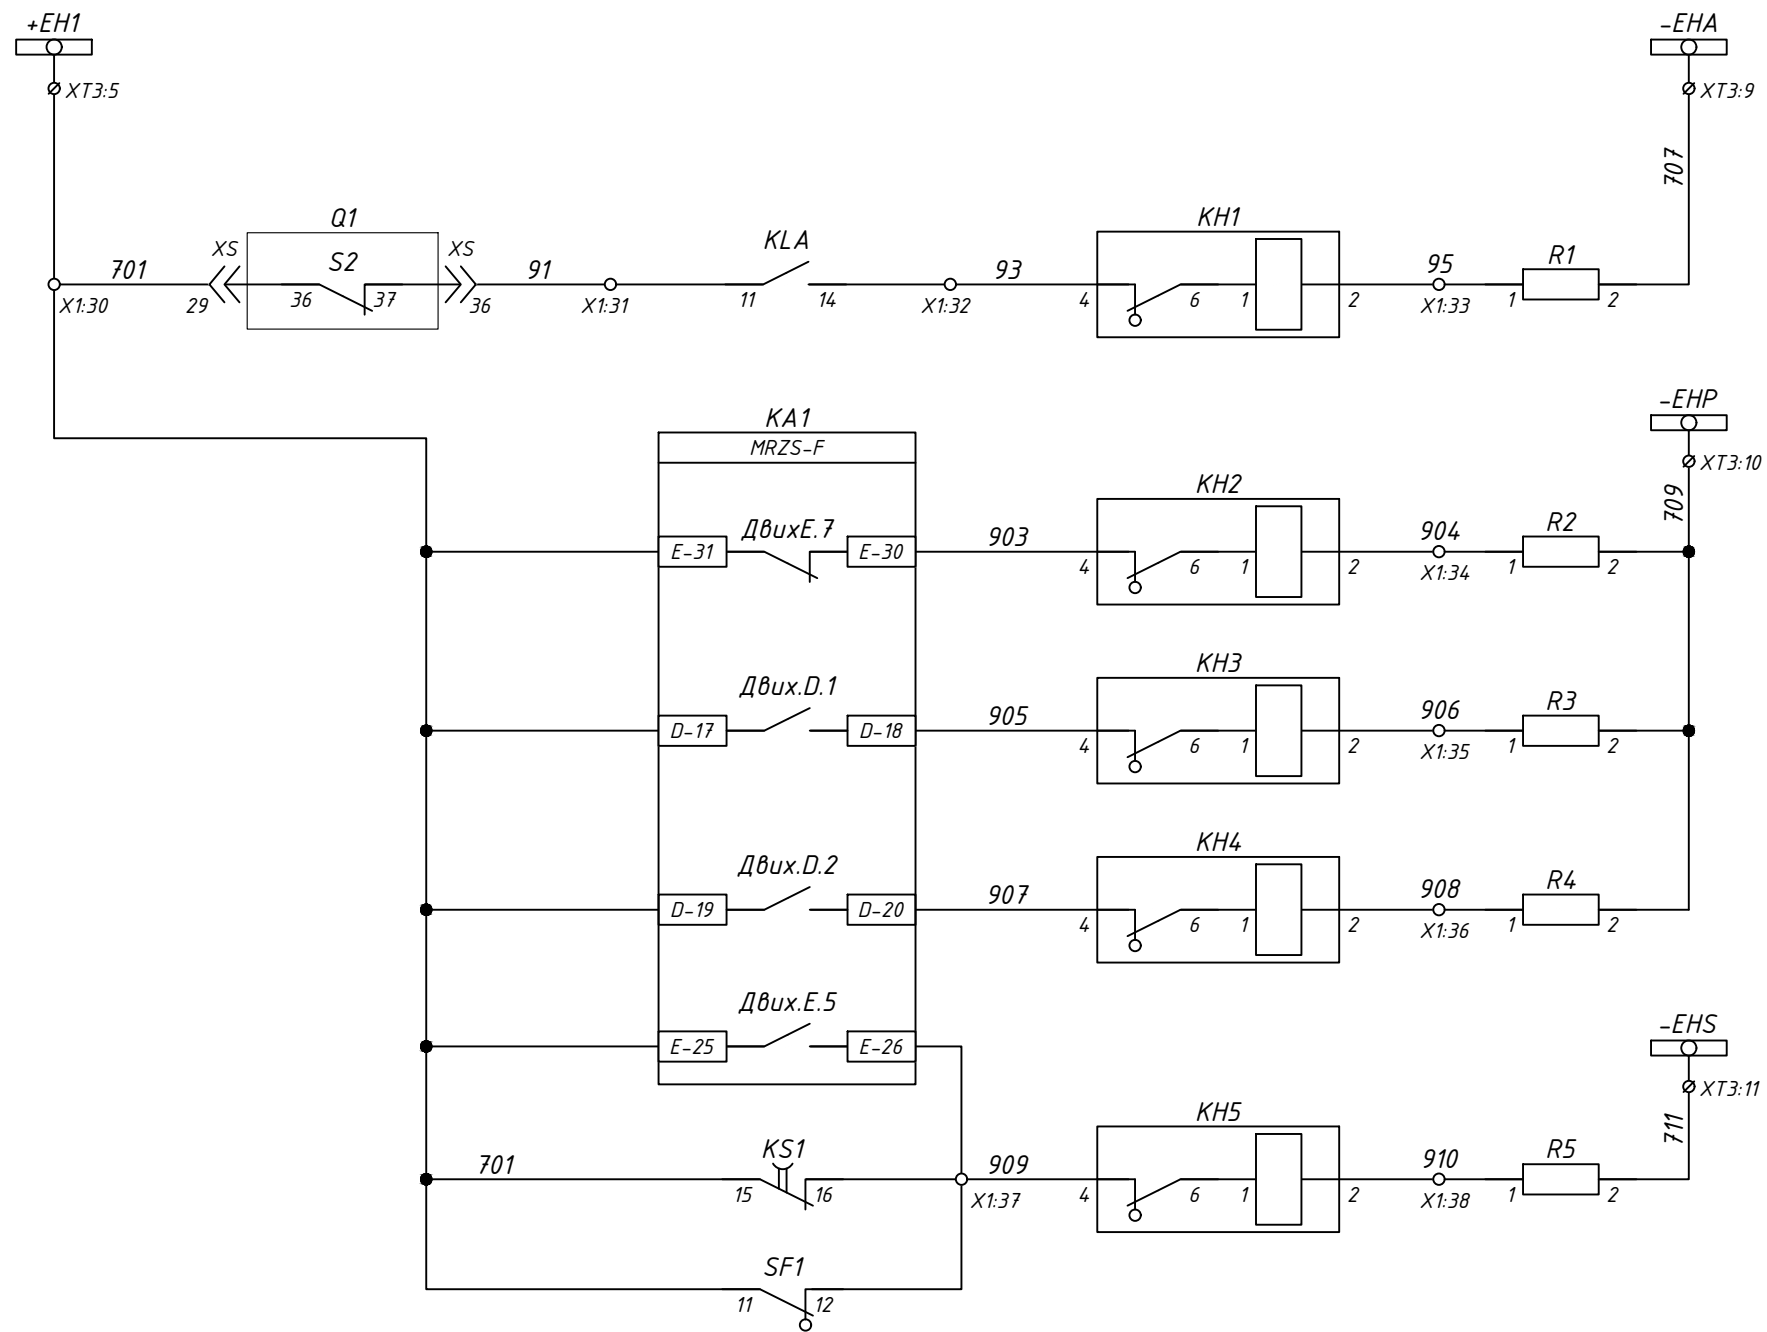 +EH1
-EHA
XT3:5
XT3:9
707
Q1
KH1
XS
XS
KLA
701
S2
91
93
95
R1
X1:30
29
36
37
36
X1:31
11
14
X1:32
4
6
1
2
X1:33
1
2
-EHP
KA1
MRZS-F
XT3:10
709
KH2
ДвихE.7
E-31
E-30
903
904
R2
4
6
1
2
X1:34
1
2
KH3
Двих.D.1
D-17
D-18
905
906
R3
4
6
1
2
X1:35
1
2
KH4
Двих.D.2
D-19
D-20
907
908
R4
4
6
1
2
X1:36
1
2
Двих.E.5
E-25
E-26
-EHS
XT3:11
711
KH5
701
KS1
909
910
R5
15
16
X1:37
4
6
1
2
X1:38
1
2
SF1
11
12